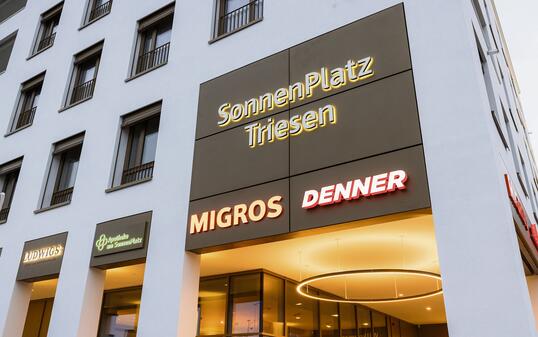 SonnenPlatz
Triesen
MIGROS
DENNER
LUDWIGS
Apotheke
am SonnenPlatz